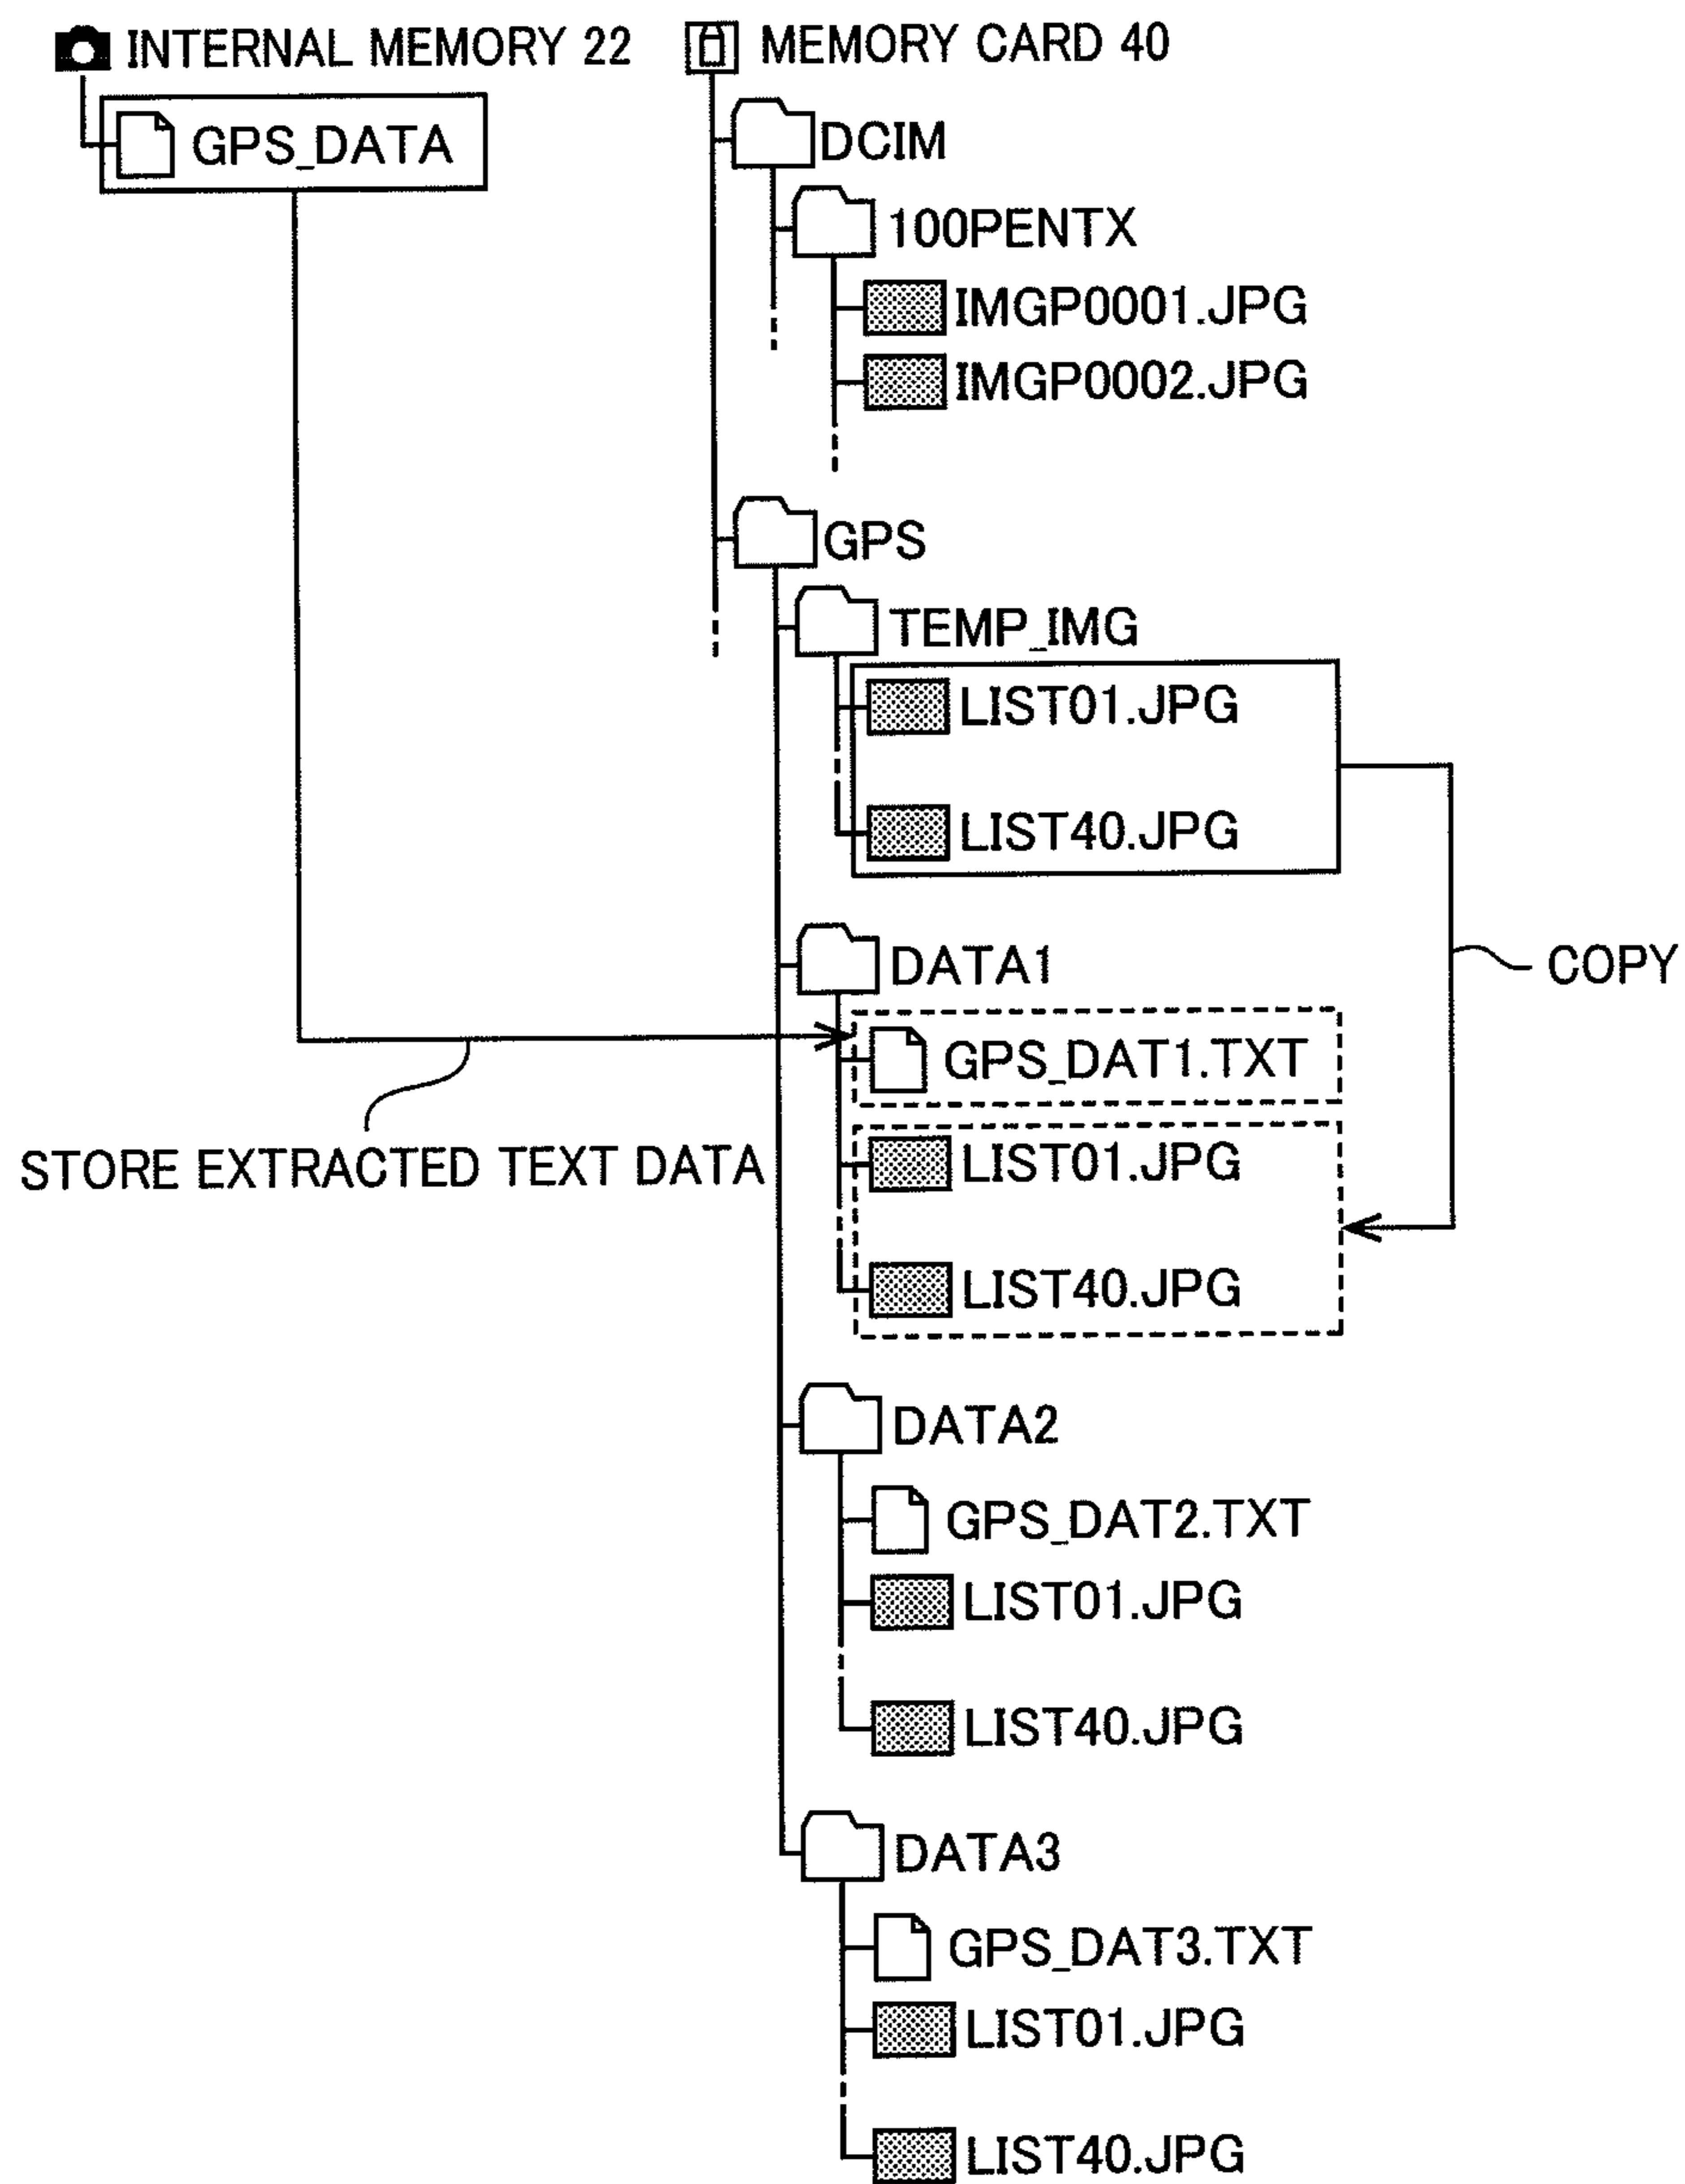 INTERNAL MEMORY 22
GPS_DATA
MEMORY CARD 40
DCIM
100PENTX
IMGP0001.JPG
IMGP0002.JPG
GPS
TEMP_IMG
LIST01.JPG
LIST40.JPG
COPY
DATA1
GPS_DAT1.TXT
STORE EXTRACTED TEXT DATA
LIST01.JPG
LIST40.JPG
DATA2
GPS_DAT2.TXT
LIST01.JPG
LIST40.JPG
DATA3
GPS_DAT3.TXT
LIST01.JPG
LIST40.JPG